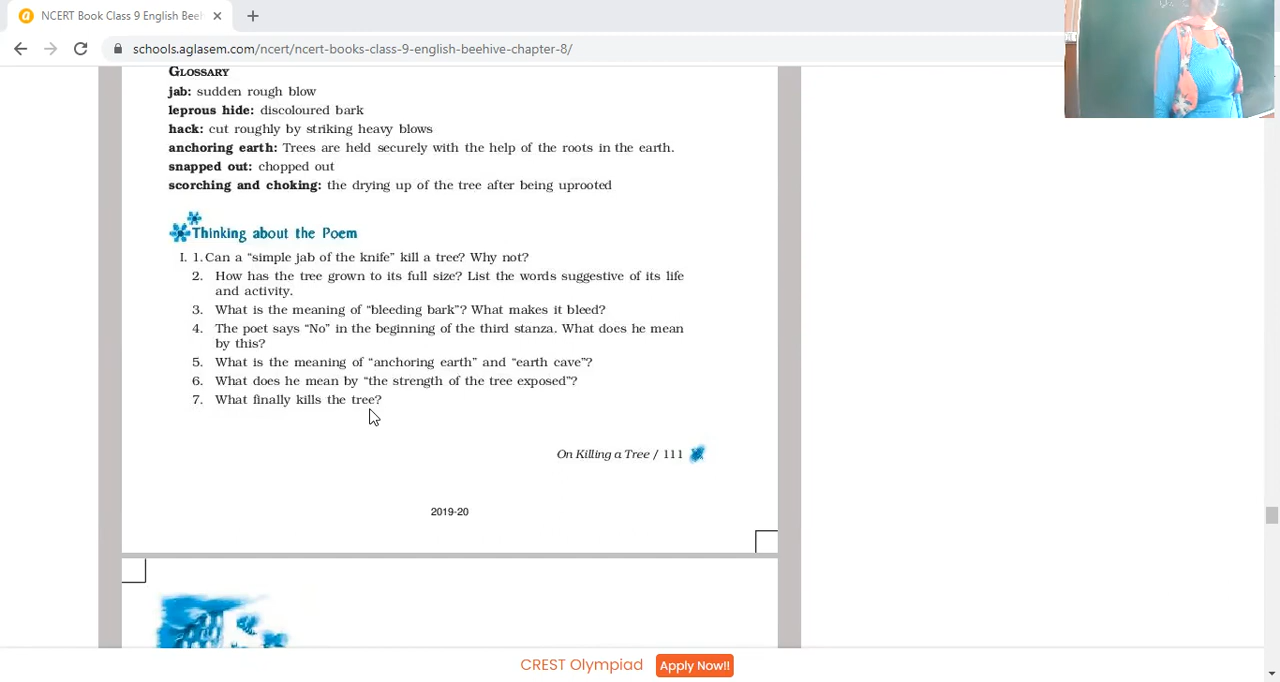 NCERT Book Class 9 English Bee
schools.aglasem.com/ncert/ncert-books-class-9-english-beehive-chapter-8/
GLOSSARY
jab: sudden rough blow
leprous hide: discoloured bark
hack: cut roughly by striking heavy blows
anchoring earth: Trees are held securely with the help of the roots in the earth.
snapped out: chopped out
scorching and choking: the drying up of the tree after being uprooted
Thinking about the Poem
I. 1. Can a “simple jab of the knife” kill a tree? Why not?
2. How has the tree grown to its full size? List the words suggestive of its life
and activity.
3. What is the meaning of “bleeding bark”? What makes it bleed?
4. The poet says “No” in the beginning of the third stanza. What does he mean
by this?
5. What is the meaning of “anchoring earth” and “earth cave”?
6. What does he mean by “the strength of the tree exposed”?
7. What finally kills the tree?
On Killing a Tree / 111
2019-20
CREST Olympiad Apply Now!!